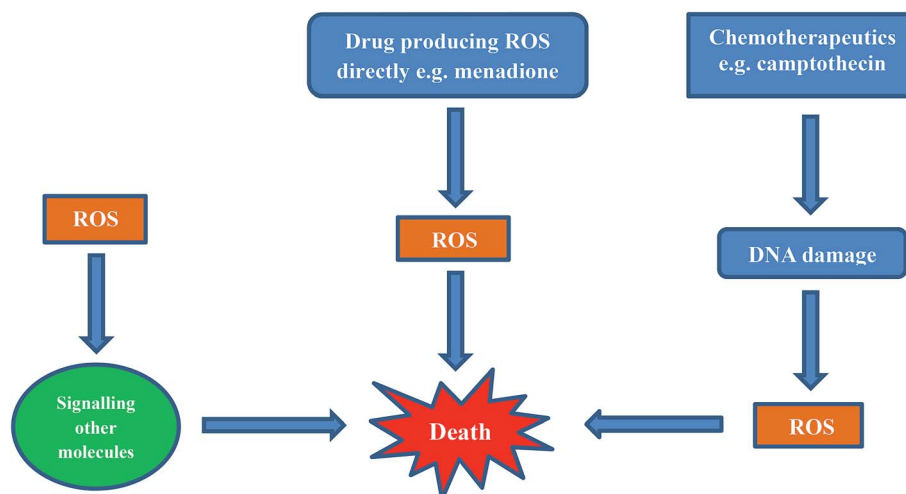 Drug producing ROS
directly e.g. menadione
Chemotherapeutics
e.g. camptothecin
ROS
ROS
DNA damage
Signalling
other
molecules
Death
ROS